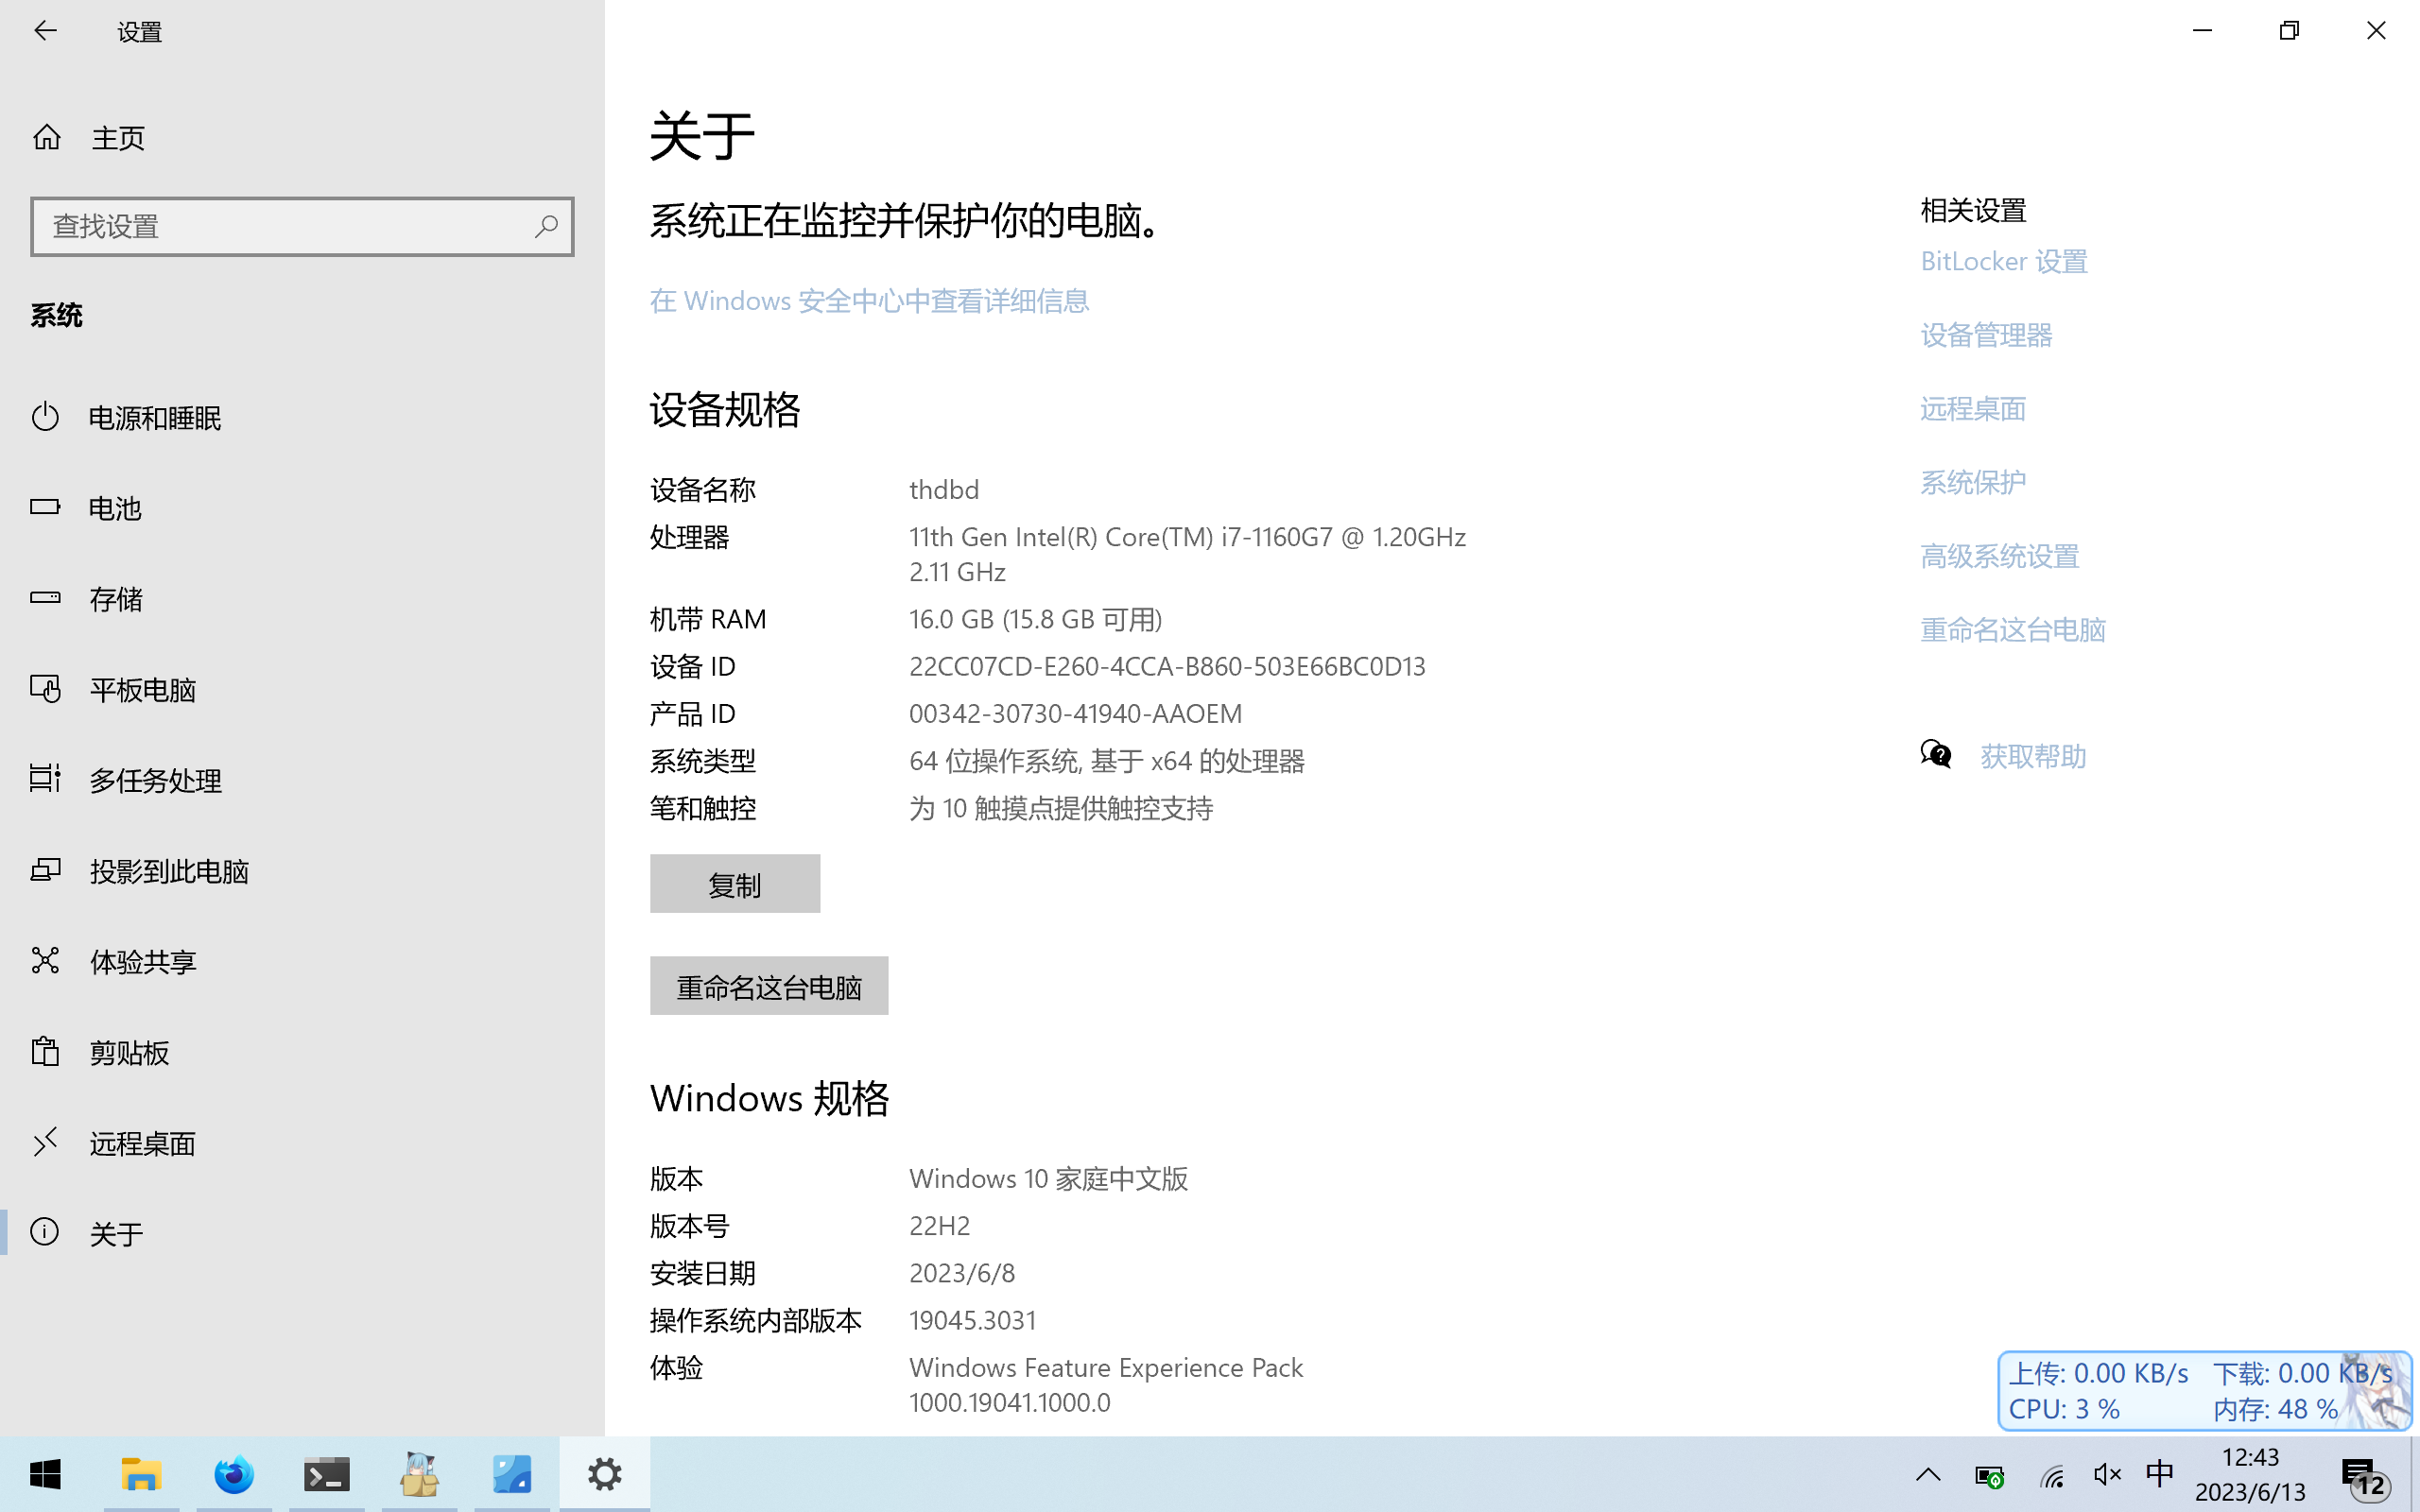 设置
主页
查找设置
系统
电源和睡眠
电池
存储
平板电脑
多任务处理
投影到此电脑
体验共享
剪贴板
远程桌面
关于
关于
系统正在监控并保护你的电脑。
在 Windows 安全中心中查看详细信息
设备规格
设备名称 thdbd
处理器 11th Gen Intel(R) Core(TM) i7-1160G7 @ 1.20GHz
2.11 GHz
机带 RAM 16.0 GB (15.8 GB 可用)
设备 ID 22CC07CD-E260-4CCA-B860-503E66BC0D13
产品 ID 00342-30730-41940-AAOEM
系统类型 64 位操作系统, 基于 x64 的处理器
笔和触控 为 10 触摸点提供触控支持
复制
重命名这台电脑
Windows 规格
版本 Windows 10 家庭中文版
版本号 22H2
安装日期 2023/6/8
操作系统内部版本 19045.3031
体验 Windows Feature Experience Pack
1000.19041.1000.0
相关设置
BitLocker 设置
设备管理器
远程桌面
系统保护
高级系统设置
重命名这台电脑
获取帮助
上传: 0.00 KB/s 下载: 0.00 KB/s
CPU: 3 % 内存: 48 %
中
12:43
2023/6/13
12